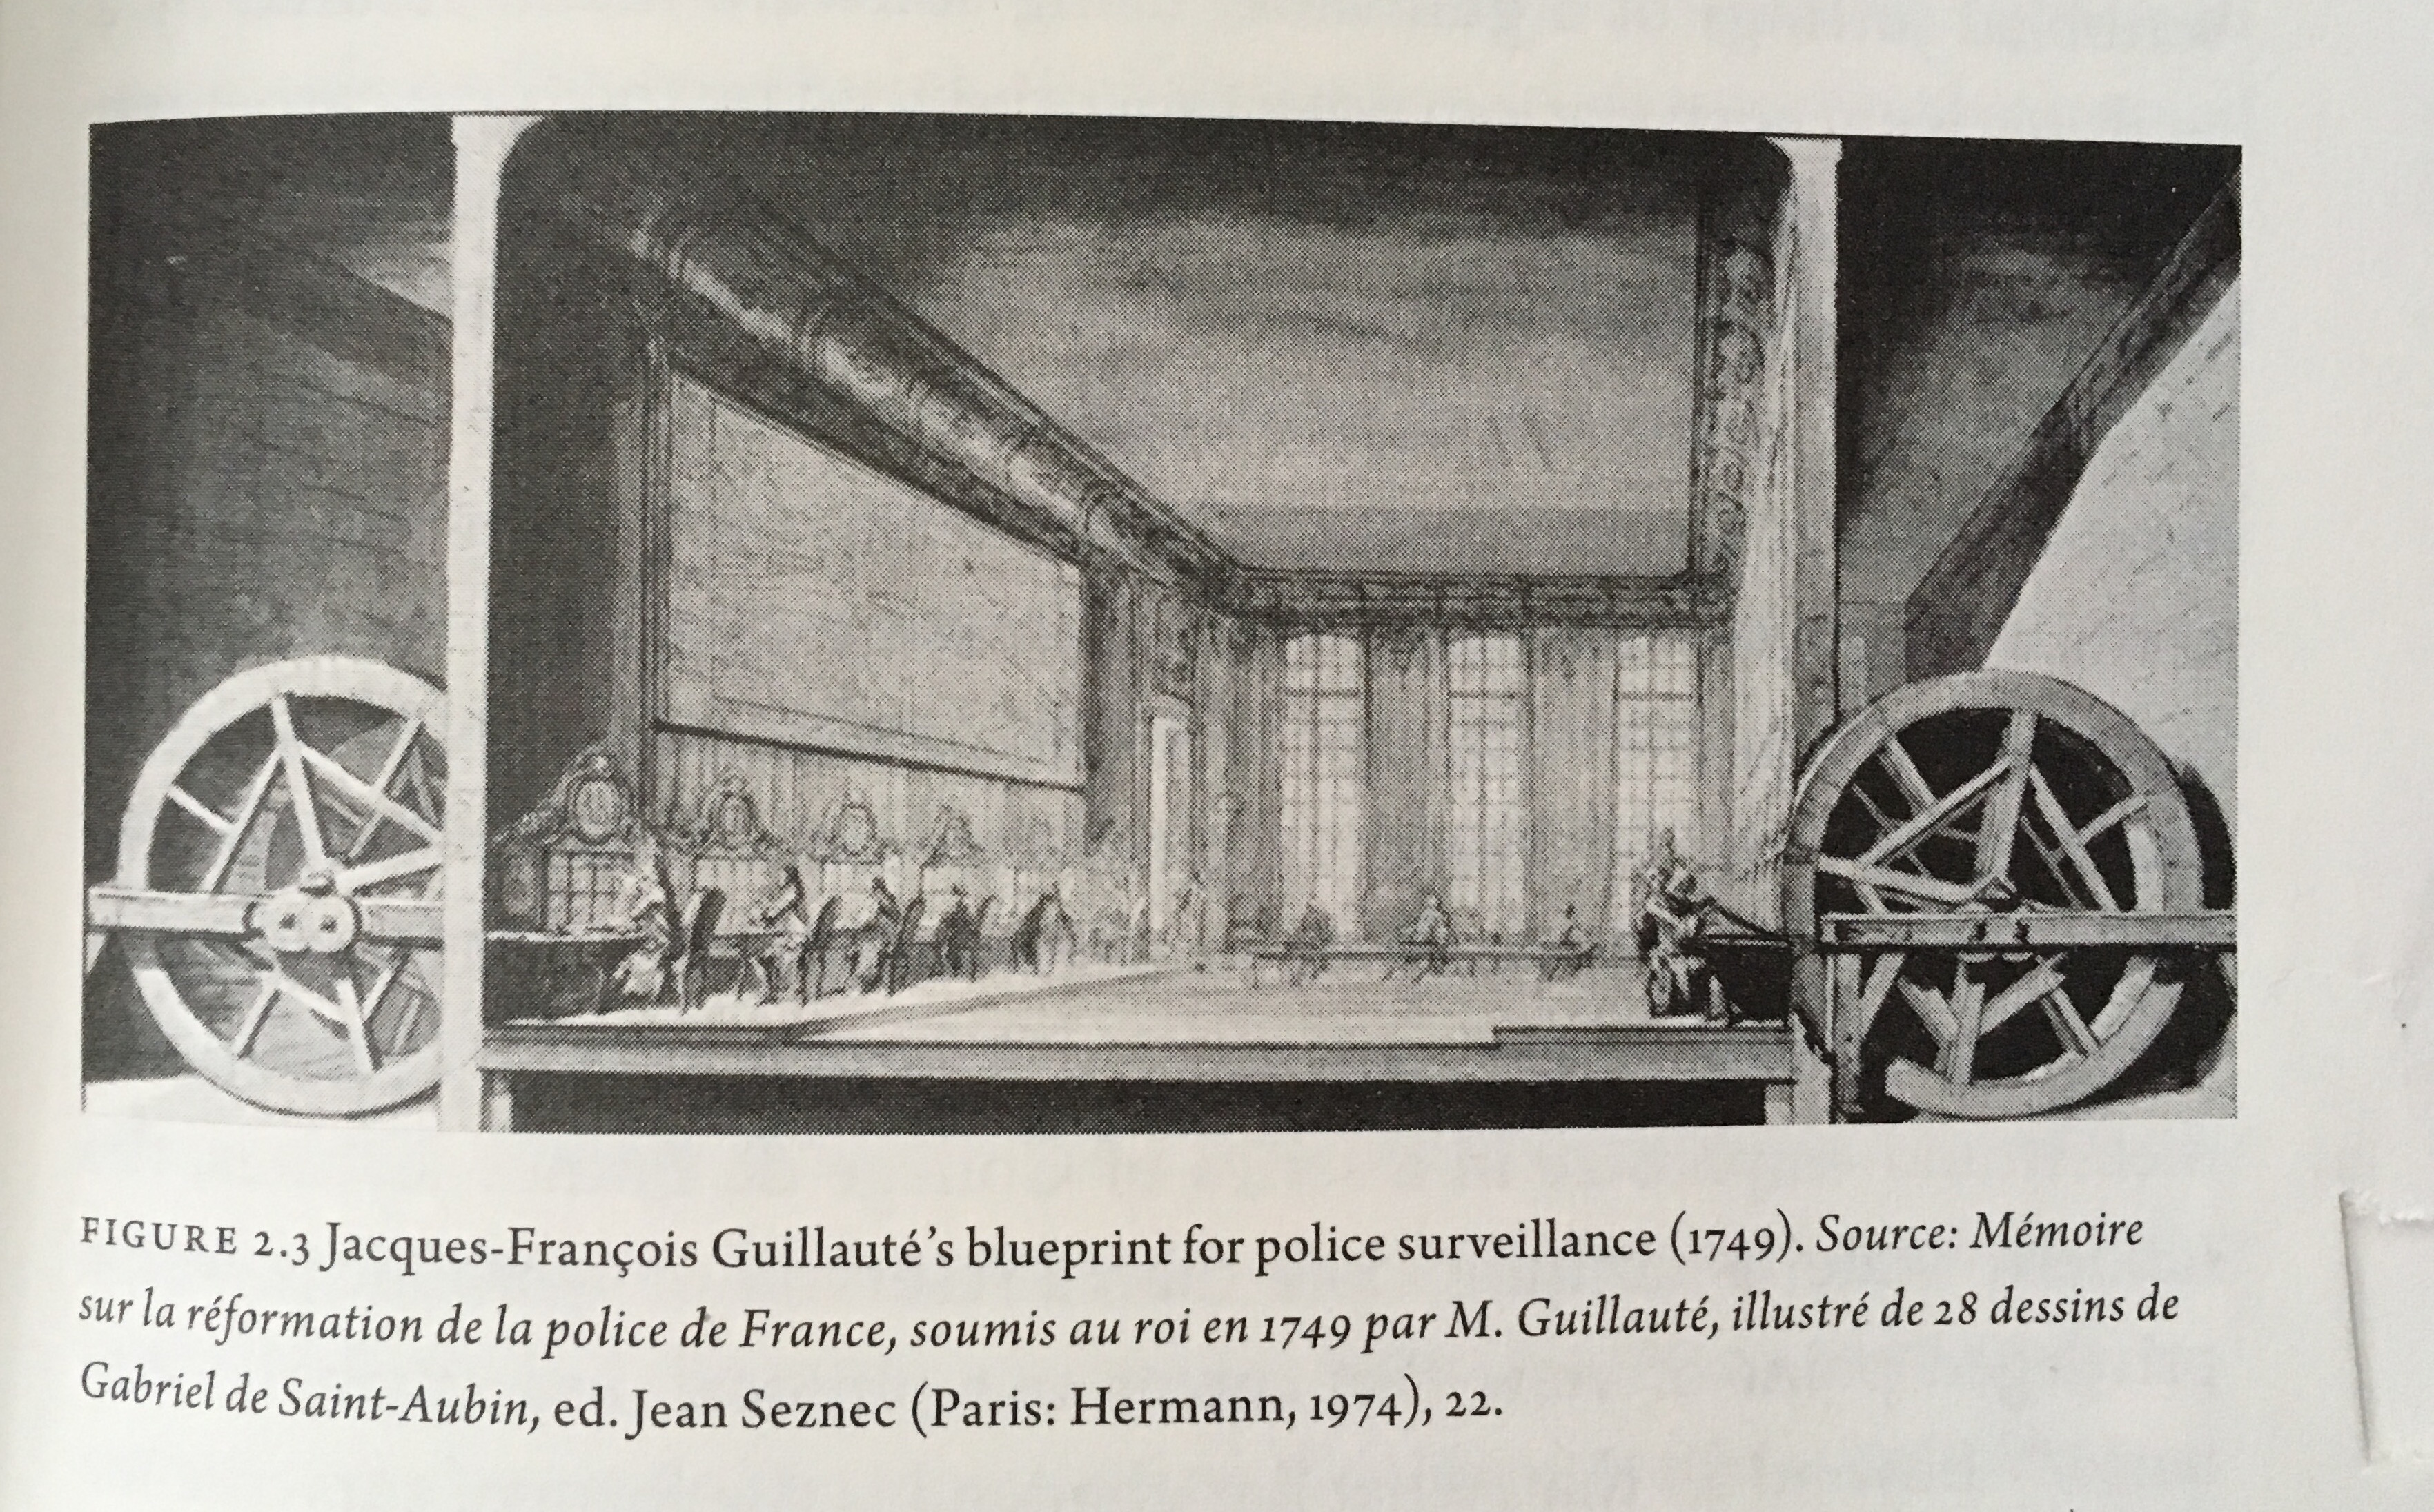 FIGURE 2.3 Jacques-François Guillauté’s blueprint for police surveillance (1749). Source: Mémoire
sur la réformation de la police de France, soumis au roi en 1749 par M. Guillauté, illustré de 28 dessins de
Gabriel de Saint-Aubin, ed. Jean Seznec (Paris: Hermann, 1974), 22.